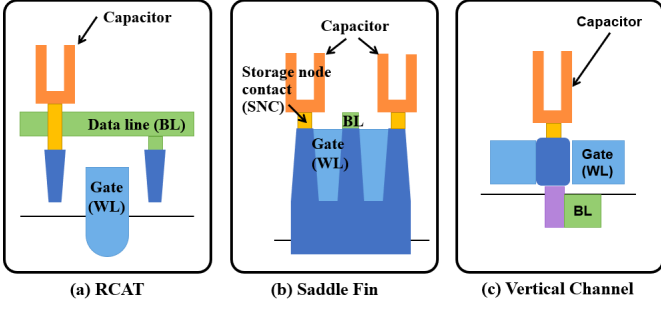 Capacitor
Data line (BL)
Gate
(WL)
(a) RCAT
Capacitor
Storage node
contact
(SNC)
BL
Gate
(WL)
(b) Saddle Fin
Capacitor
Gate
(WL)
BL
(c) Vertical Channel